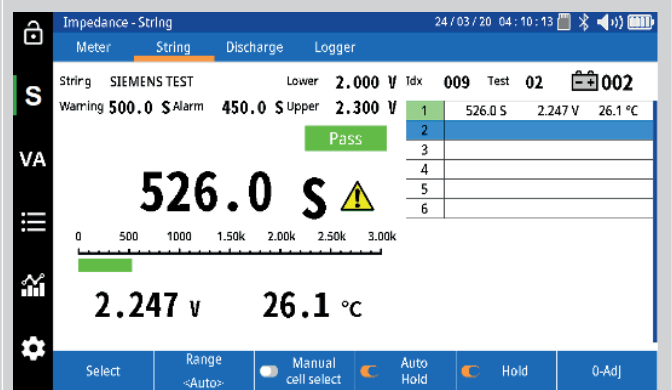 Impedance - String 24/03/20 04:10:13
Meter String Discharge Logger
String SIEMENS TEST Lower 2.000 V Idx 009 Test 02 002
Warning 500.0 S Alarm 450.0 S Upper 2.300 V
S
VA
Pass
526.0 S
0 500 1000 1.50k 2.00k 2.50k 3.00k
2.247 V 26.1 °C
1 526.0 S 2.247 V 26.1 °C
2
3
4
5
6
Select
Range
<Auto>
Manual
cell select
Auto
Hold
Hold
0-Adj